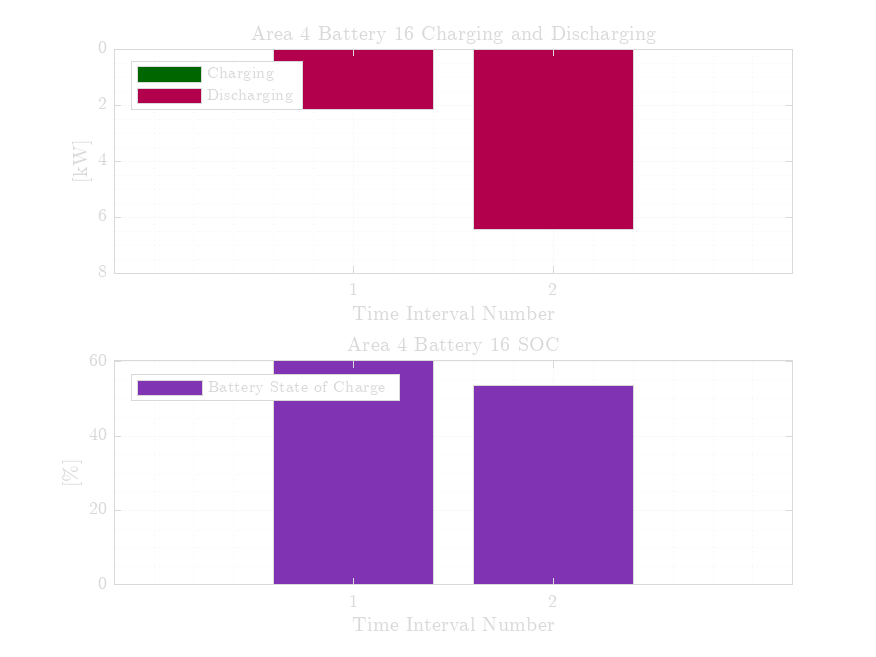 Area 4 Battery 16 Charging and Discharging
0
Charging
Discharging
2
[kW]
4
6
8
1 2
Time Interval Number
Area 4 Battery 16 SOC
60
Battery State of Charge
40
[%]
20
0
1 2
Time Interval Number